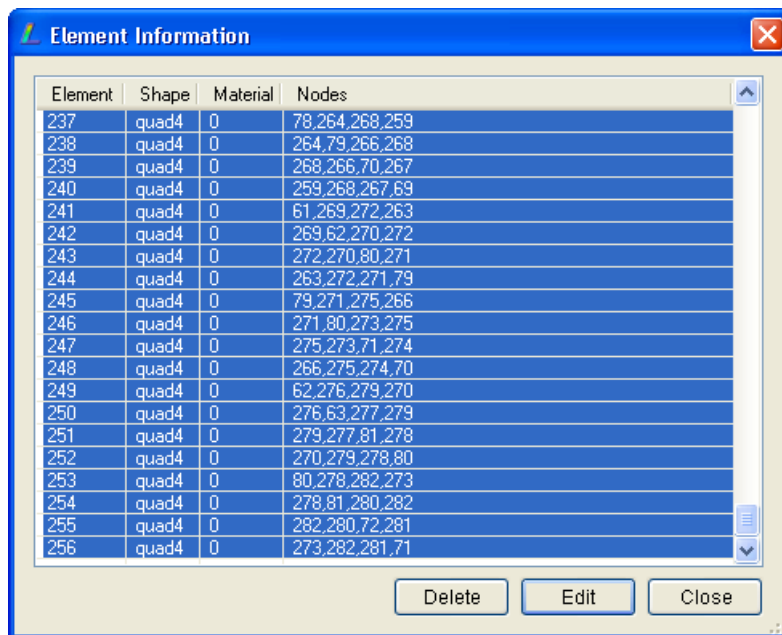 Element Information
Element Shape Material Nodes
237 quad4 0 78,264,268,259
238 quad4 0 264,79,266,268
239 quad4 0 268,266,70,267
240 quad4 0 259,268,267,69
241 quad4 0 61,269,272,263
242 quad4 0 269,62,270,272
243 quad4 0 272,270,80,271
244 quad4 0 263,272,271,79
245 quad4 0 79,271,275,266
246 quad4 0 271,80,273,275
247 quad4 0 275,273,71,274
248 quad4 0 266,275,274,70
249 quad4 0 62,276,279,270
250 quad4 0 276,63,277,279
251 quad4 0 279,277,81,278
252 quad4 0 270,279,278,80
253 quad4 0 80,278,282,273
254 quad4 0 278,81,280,282
255 quad4 0 282,280,72,281
256 quad4 0 273,282,281,71
Delete Edit Close